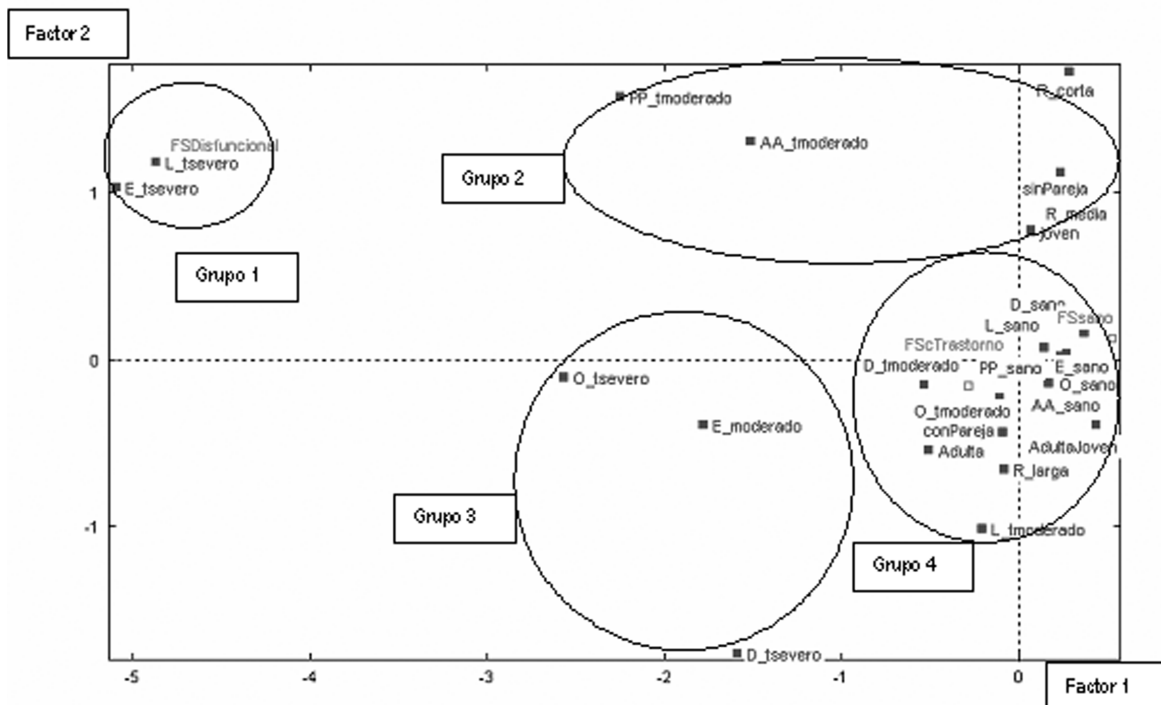 Factor 2
R_corta
PP_tmoderado
AA_tmoderado
FSDisfuncional
L_tsevero
E_tsevero
1
Grupo 2
sinPareja
R_media
joven
Grupo 1
D_sano
FSsano
L_sano
FScTrastorno
0
D_tmoderado
PP_sano
E_sano
O_tsevero
O_sano
AA_sano
O_tmoderado
E_moderado
conPareja
AdultaJoven
Adulta
R_larga
Grupo 3
-1
L_tmoderado
Grupo 4
D_tsevero
-5
-4
-3
-2
-1
0
Factor 1